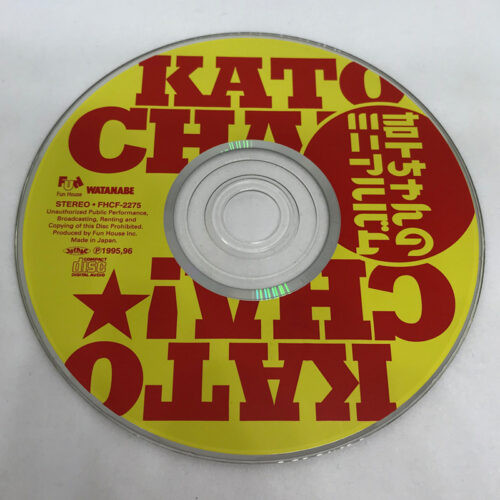 KATO
CHA
加トちゃんの
ミニアルバム
Fun
Fun House
WATANABE
STEREO • FHCF-2275
Unauthorized Public Performance,
Broadcasting, Renting and
Copying of this Disc Prohibited.
Produced by Fun House Inc.
Made in Japan.
℗1995,96
COMPACT
disc
DIGITAL AUDIO
CHA!★
KATO